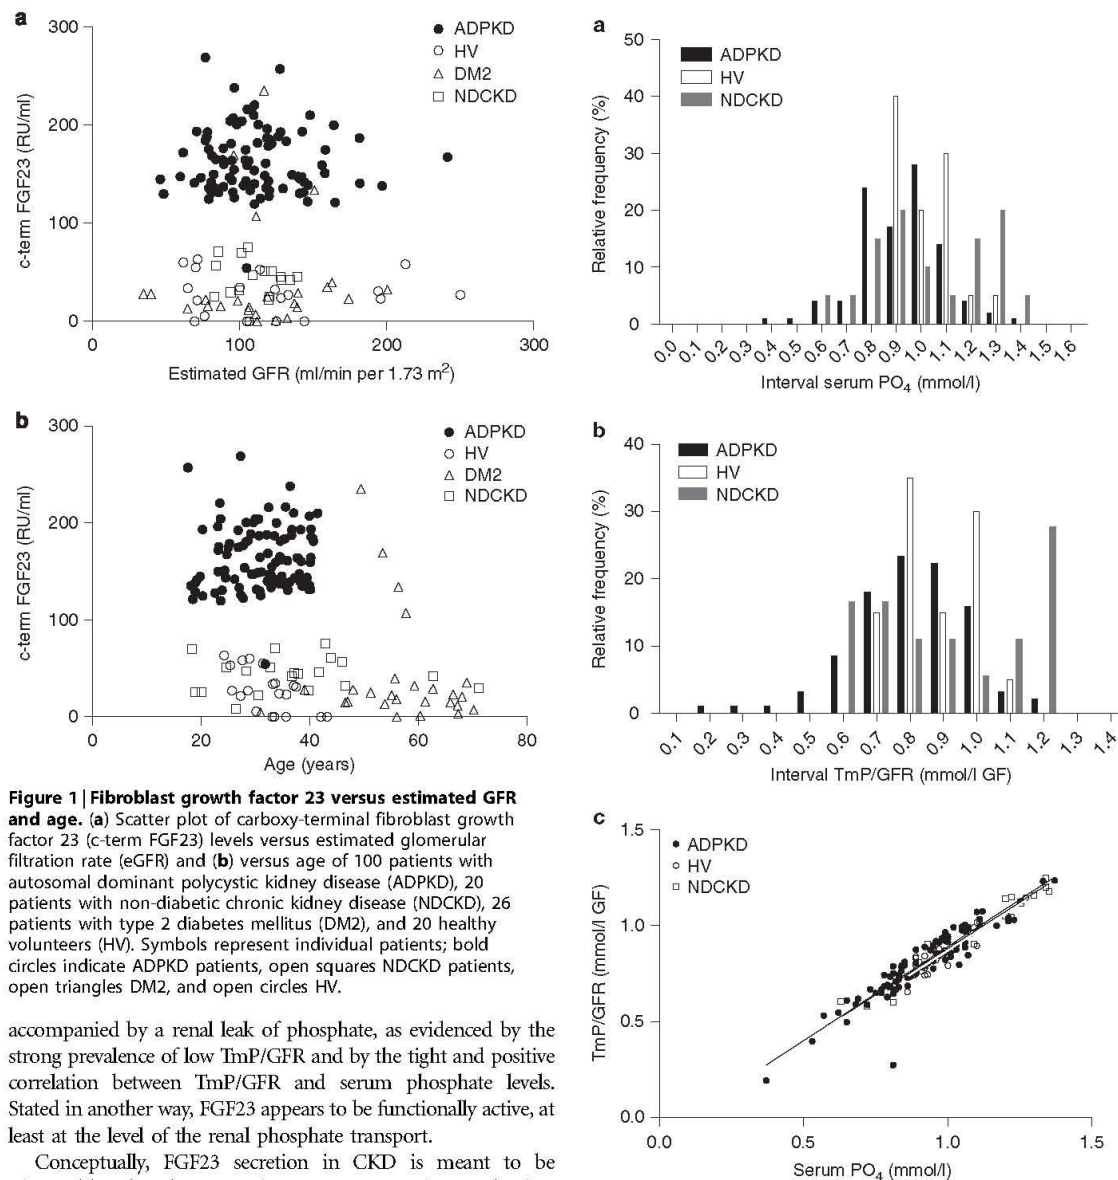 a
300
200
100
0
c-term FGF23 (RU/ml)
ADPKD
HV
DM2
NDCKD
0 100 200 300
Estimated GFR (ml/min per 1.73 m²)
b
300
200
100
0
c-term FGF23 (RU/ml)
ADPKD
HV
DM2
NDCKD
0 20 40 60 80
Age (years)
Figure 1 | Fibroblast growth factor 23 versus estimated GFR
and age. (a) Scatter plot of carboxy-terminal fibroblast growth
factor 23 (c-term FGF23) levels versus estimated glomerular
filtration rate (eGFR) and (b) versus age of 100 patients with
autosomal dominant polycystic kidney disease (ADPKD), 20
patients with non-diabetic chronic kidney disease (NDCKD), 26
patients with type 2 diabetes mellitus (DM2), and 20 healthy
volunteers (HV). Symbols represent individual patients; bold
circles indicate ADPKD patients, open squares NDCKD patients,
open triangles DM2, and open circles HV.
accompanied by a renal leak of phosphate, as evidenced by the
strong prevalence of low TmP/GFR and by the tight and positive
correlation between TmP/GFR and serum phosphate levels.
Stated in another way, FGF23 appears to be functionally active, at
least at the level of the renal phosphate transport.
Conceptually, FGF23 secretion in CKD is meant to be
a
50
40
30
20
10
0
Relative frequency (%)
ADPKD
HV
NDCKD
0.0 0.1 0.2 0.3 0.4 0.5 0.6 0.7 0.8 0.9 1.0 1.1 1.2 1.3 1.4 1.5 1.6
Interval serum PO₄ (mmol/l)
b
40
30
20
10
0
Relative frequency (%)
ADPKD
HV
NDCKD
0.1 0.2 0.3 0.4 0.5 0.6 0.7 0.8 0.9 1.0 1.1 1.2 1.3 1.4
Interval TmP/GFR (mmol/l GF)
c
1.5
1.0
0.5
0.0
TmP/GFR (mmol/l GF)
ADPKD
HV
NDCKD
0.0 0.5 1.0 1.5
Serum PO₄ (mmol/l)